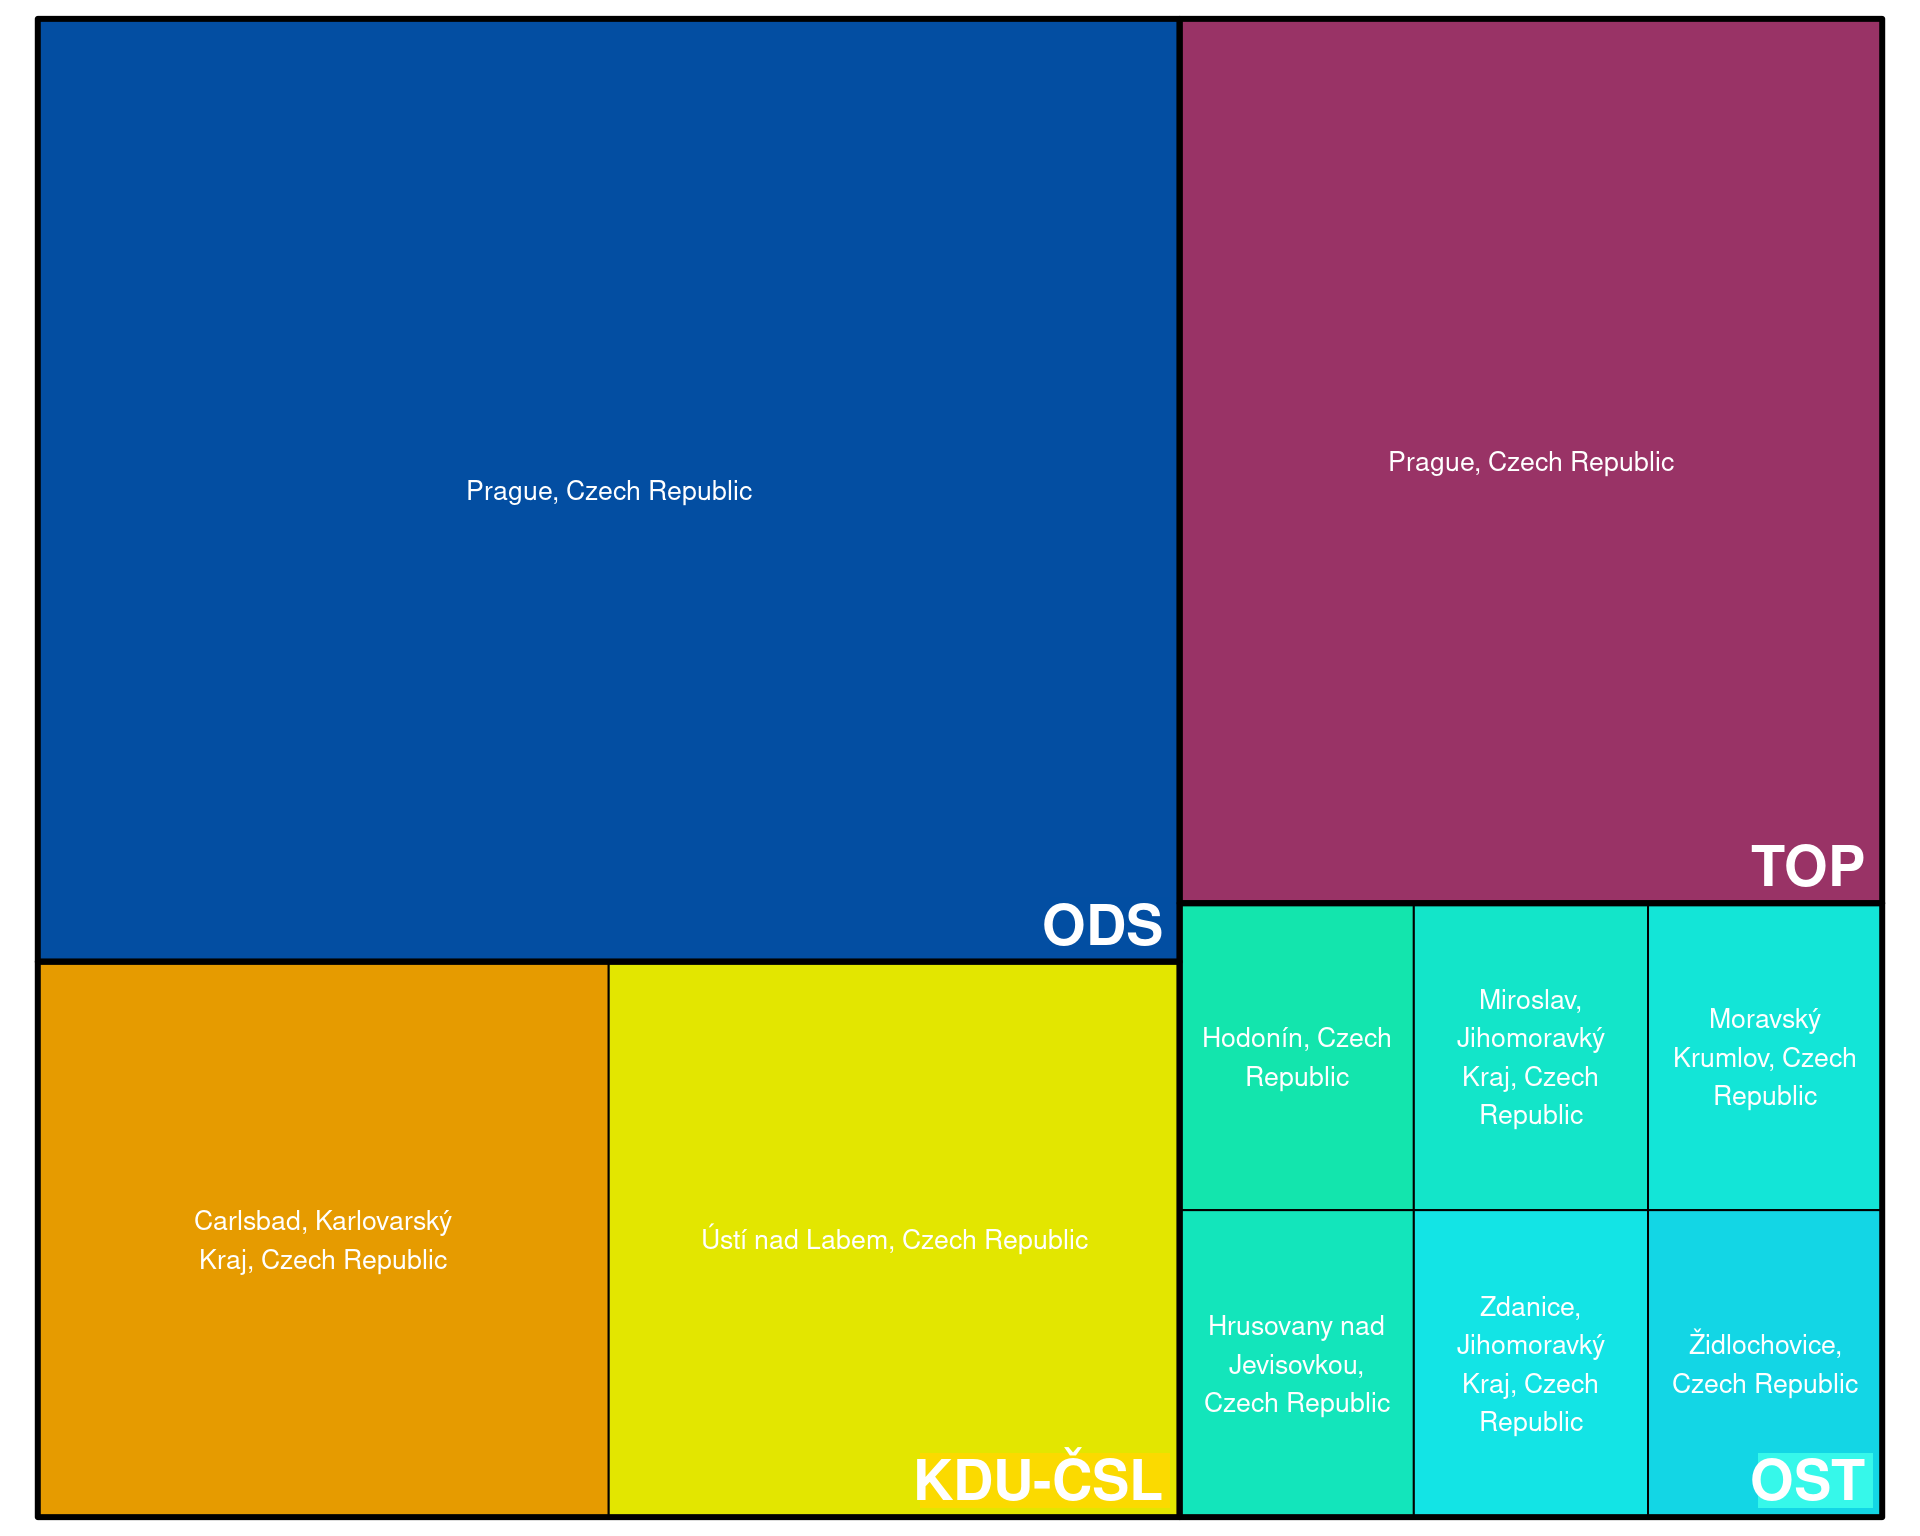 Prague, Czech Republic
ODS
Prague, Czech Republic
TOP
Carlsbad, Karlovarský
Kraj, Czech Republic
Ústí nad Labem, Czech Republic
KDU-ČSL
Hodonín, Czech
Republic
Miroslav,
Jihomoravký
Kraj, Czech
Republic
Moravský
Krumlov, Czech
Republic
Hrusovany nad
Jevisovkou,
Czech Republic
Zdanice,
Jihomoravký
Kraj, Czech
Republic
Židlochovice,
Czech Republic
OST